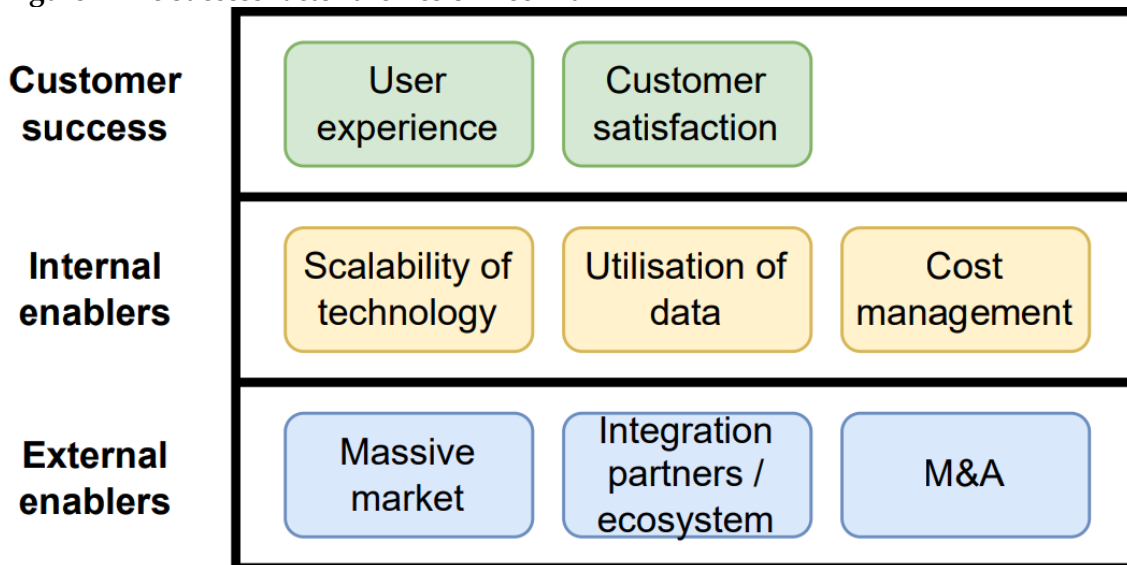 Customer
success
User
experience
Customer
satisfaction
Internal
enablers
Scalability of
technology
Utilisation of
data
Cost
management
External
enablers
Massive
market
Integration
partners /
ecosystem
M&A